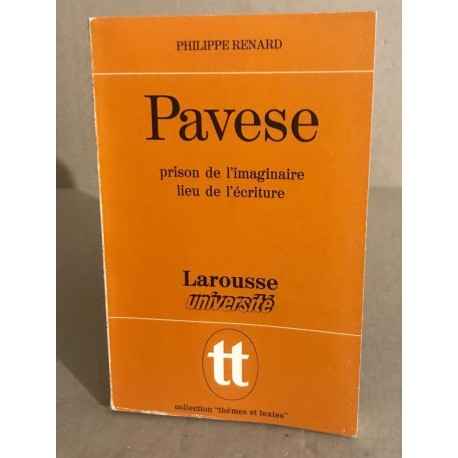 PHILIPPE RENARD
Pavese
prison de l'imaginaire
lieu de l'écriture
Larousse
université
tt
collection "thèmes et textes"